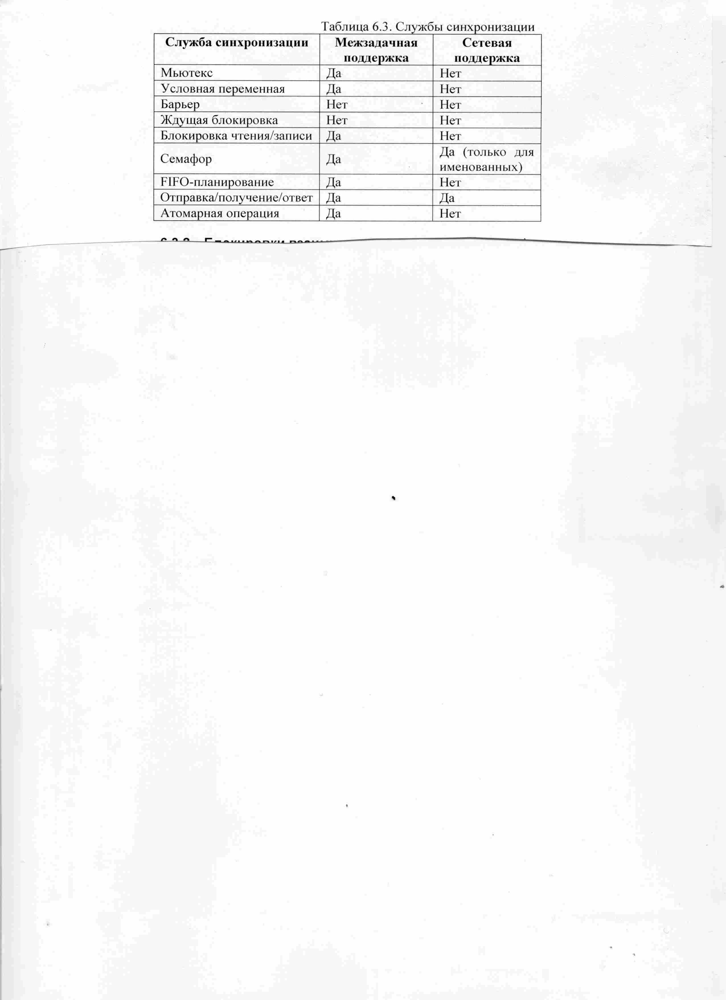 Таблица 6.3. Службы синхронизации
Служба синхронизации Межзадачная поддержка Сетевая поддержка
Мьютекс Да Нет
Условная переменная Да Нет
Барьер Нет Нет
Ждущая блокировка Нет Нет
Блокировка чтения/записи Да Нет
Семафор Да Да (только для именованных)
FIFO-планирование Да Нет
Отправка/получение/ответ Да Да
Атомарная операция Да Нет